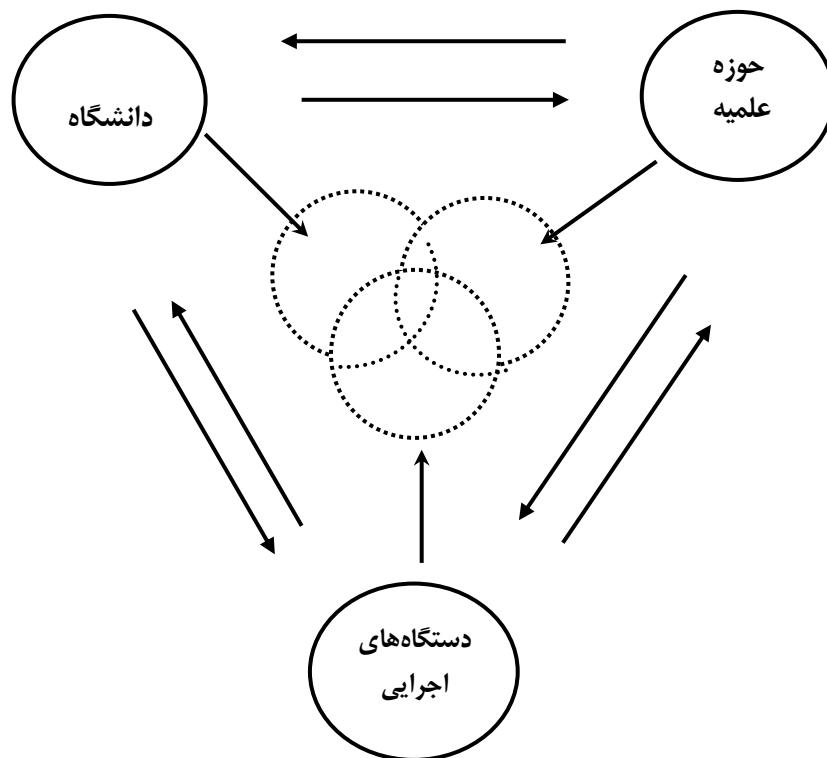 حوزه
علمیه
دانشگاه
دستگاه‌های
اجرایی